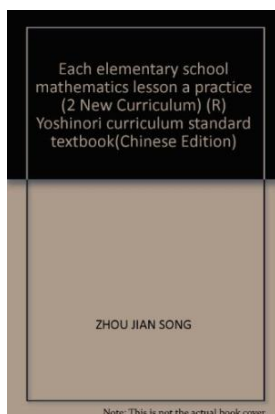 Each elementary school
mathematics lesson a practice
(2 New Curriculum) (R)
Yoshinori curriculum standard
textbook(Chinese Edition)
ZHOU JIAN SONG
Note: This is not the actual book cover